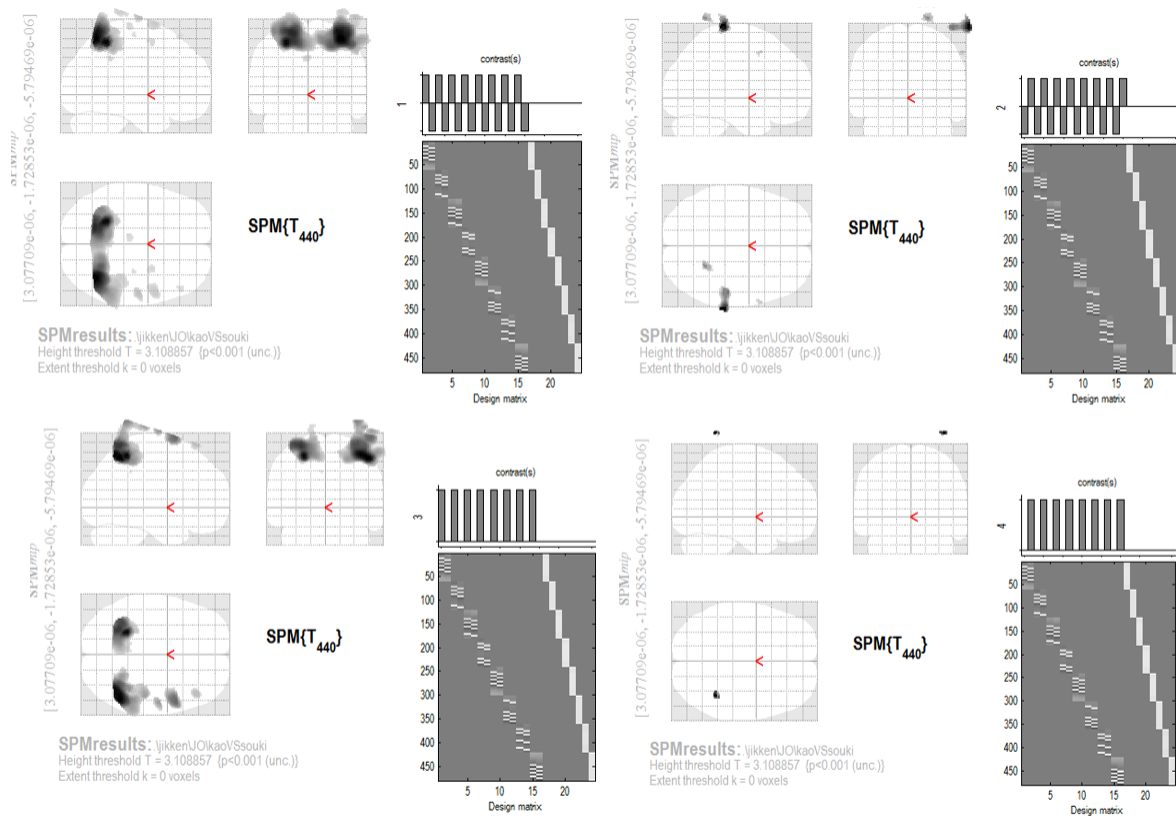 contrast(s)
1
SPMmip
[3.07709e-06, -1.72853e-06, -5.79469e-06]
SPM{T440}
50
100
150
200
250
300
350
400
450
5 10 15 20
Design matrix
SPMresults: .\jikken\JO\kaoVSsouki
Height threshold T = 3.108857 {p<0.001 (unc.)}
Extent threshold k = 0 voxels
contrast(s)
2
SPMmip
[3.07709e-06, -1.72853e-06, -5.79469e-06]
SPM{T440}
50
100
150
200
250
300
350
400
450
5 10 15 20
Design matrix
SPMresults: .\jikken\JO\kaoVSsouki
Height threshold T = 3.108857 {p<0.001 (unc.)}
Extent threshold k = 0 voxels
contrast(s)
3
SPMmip
[3.07709e-06, -1.72853e-06, -5.79469e-06]
SPM{T440}
50
100
150
200
250
300
350
400
450
5 10 15 20
Design matrix
SPMresults: .\jikken\JO\kaoVSsouki
Height threshold T = 3.108857 {p<0.001 (unc.)}
Extent threshold k = 0 voxels
contrast(s)
4
SPMmip
[3.07709e-06, -1.72853e-06, -5.79469e-06]
SPM{T440}
50
100
150
200
250
300
350
400
450
5 10 15 20
Design matrix
SPMresults: .\jikken\JO\kaoVSsouki
Height threshold T = 3.108857 {p<0.001 (unc.)}
Extent threshold k = 0 voxels